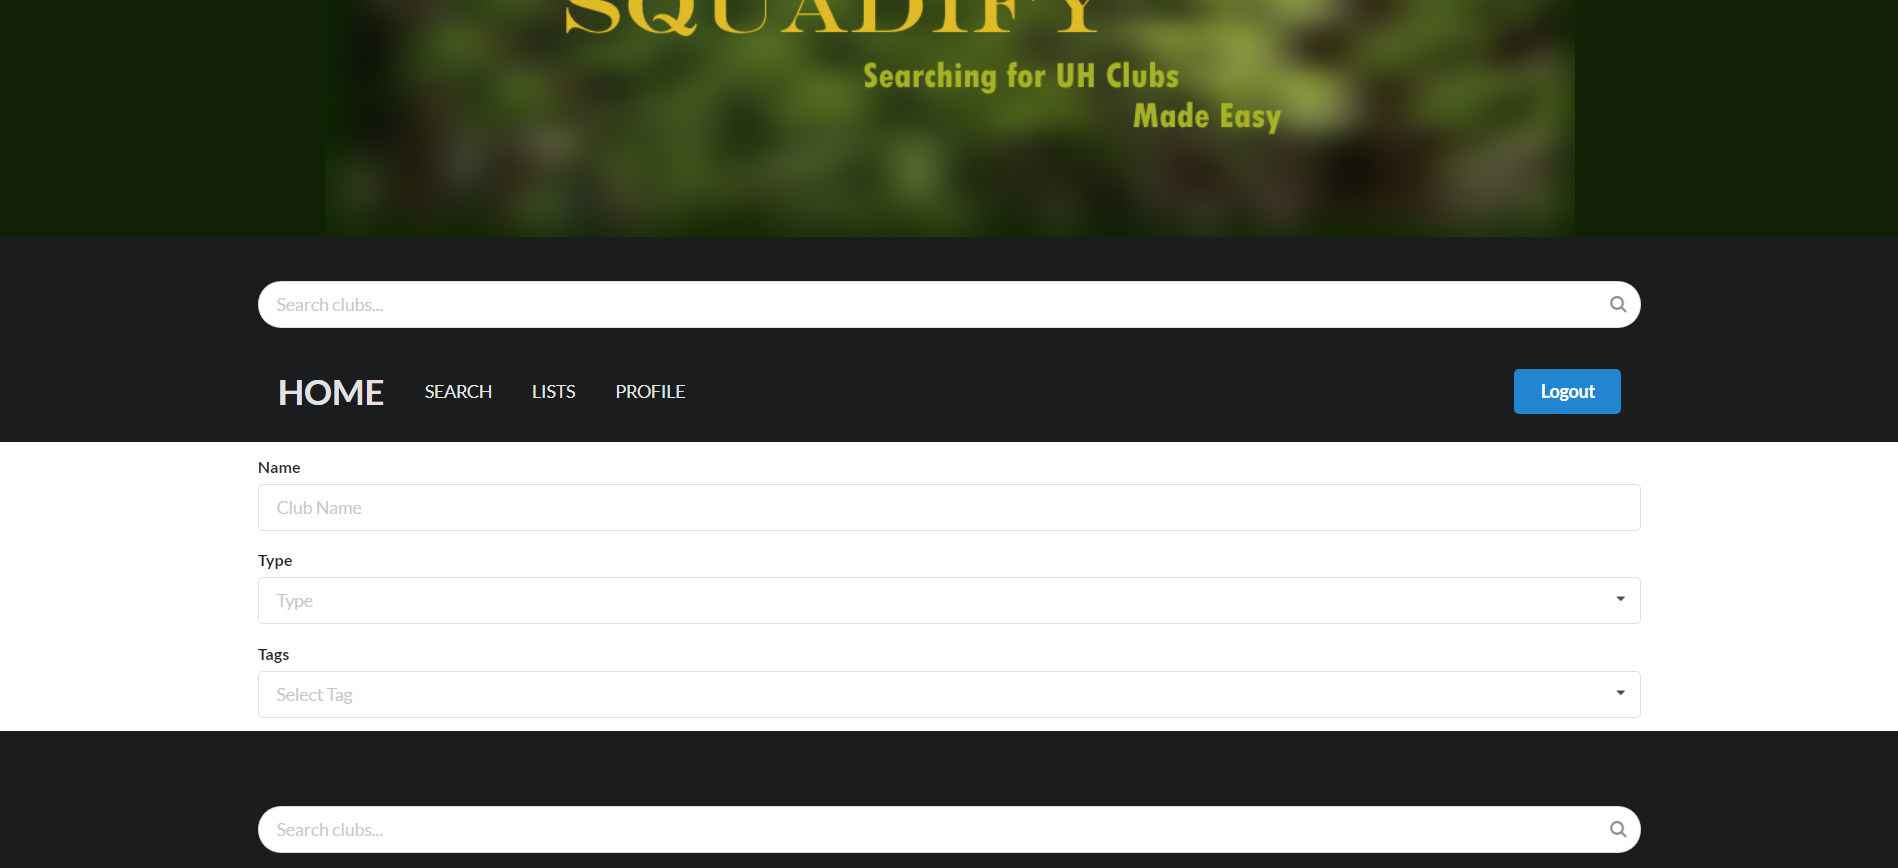 SQUADIFY
Searching for UH Clubs
Made Easy
Search clubs...
HOME SEARCH LISTS PROFILE Logout
Name
Club Name
Type
Type
Tags
Select Tag
Search clubs...